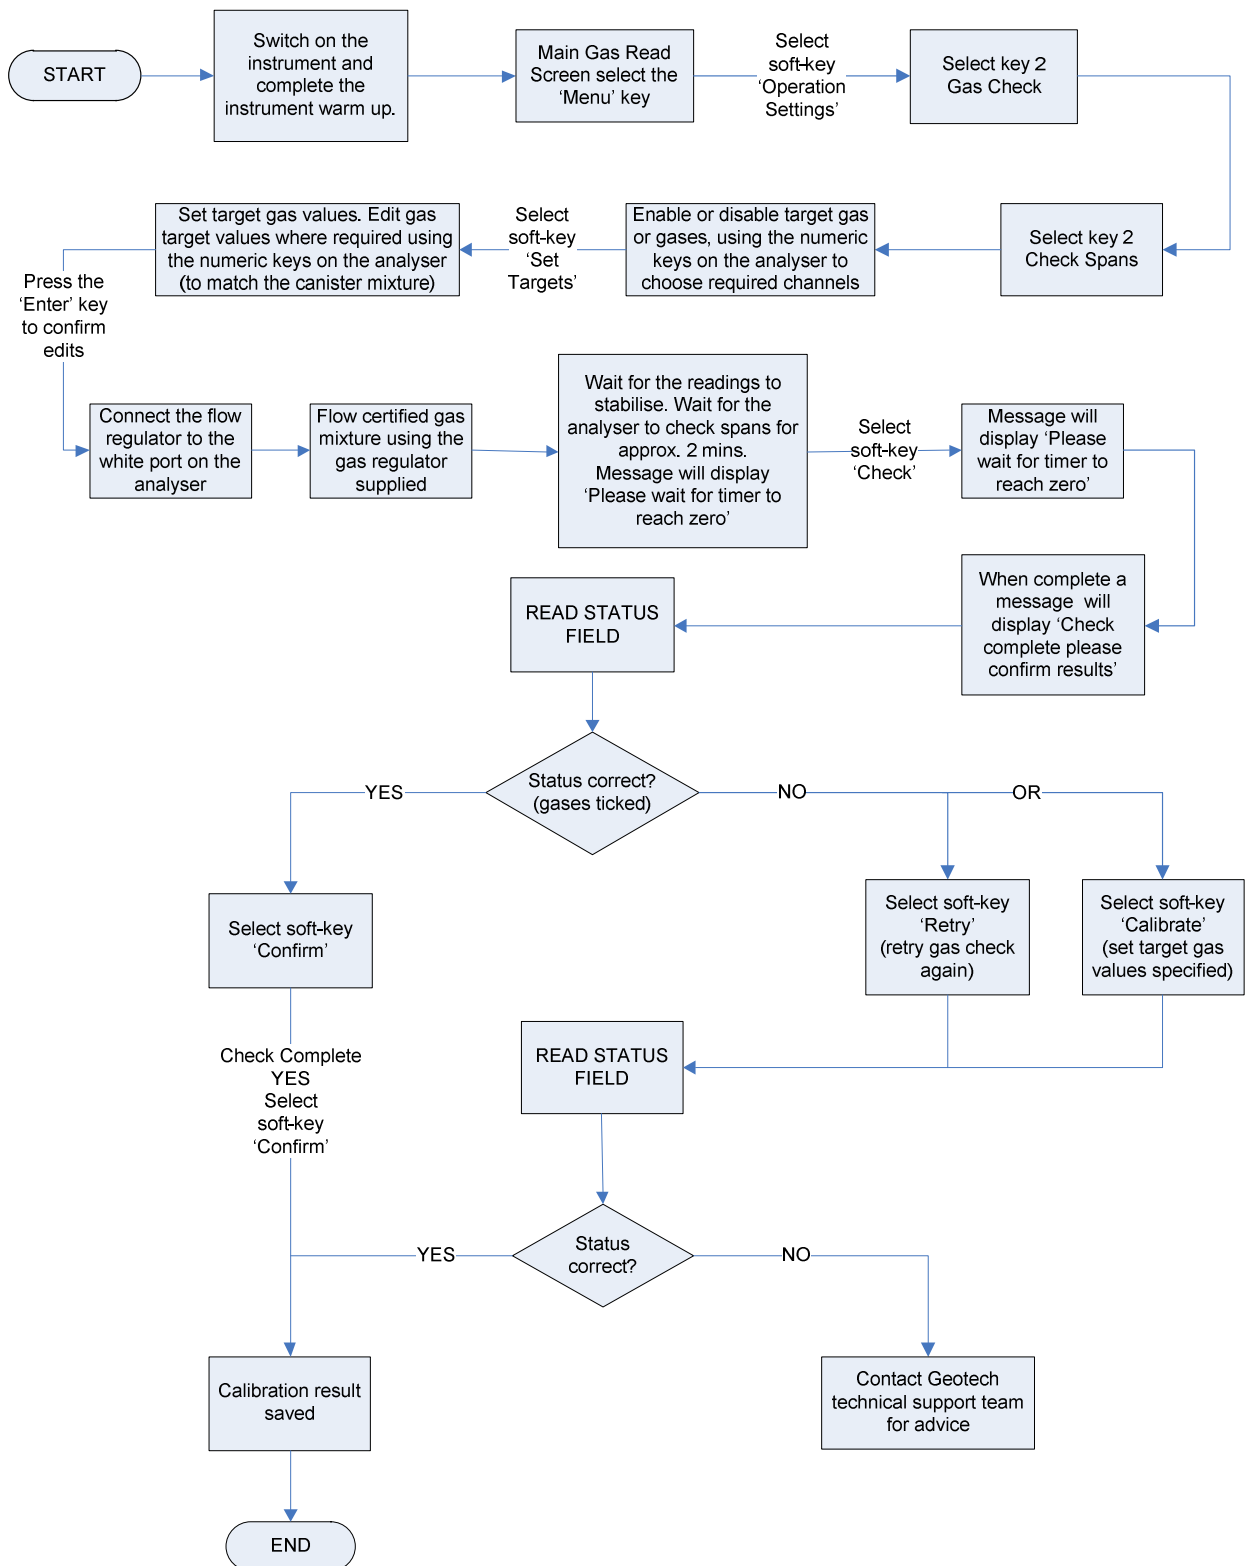 START
Switch on the
instrument and
complete the
instrument warm up.
Main Gas Read
Screen select the
‘Menu’ key
Select
soft-key
‘Operation
Settings’
Select key 2
Gas Check
Set target gas values. Edit gas
target values where required using
the numeric keys on the analyser
(to match the canister mixture)
Select
soft-key
‘Set
Targets’
Enable or disable target gas
or gases, using the numeric
keys on the analyser to
choose required channels
Select key 2
Check Spans
Press the
‘Enter’ key
to confirm
edits
Connect the flow
regulator to the
white port on the
analyser
Flow certified gas
mixture using the
gas regulator
supplied
Wait for the readings to
stabilise. Wait for the
analyser to check spans for
approx. 2 mins.
Message will display
‘Please wait for timer to
reach zero’
Select
soft-key
‘Check’
Message will
display ‘Please
wait for timer to
reach zero’
When complete a
message will
display ‘Check
complete please
confirm results’
READ STATUS
FIELD
Status correct?
(gases ticked)
YES
NO
OR
Select soft-key
‘Confirm’
Select soft-key
‘Retry’
(retry gas check
again)
Select soft-key
‘Calibrate’
(set target gas
values specified)
Check Complete
YES
Select
soft-key
‘Confirm’
READ STATUS
FIELD
Status
correct?
YES
NO
Calibration result
saved
Contact Geotech
technical support team
for advice
END